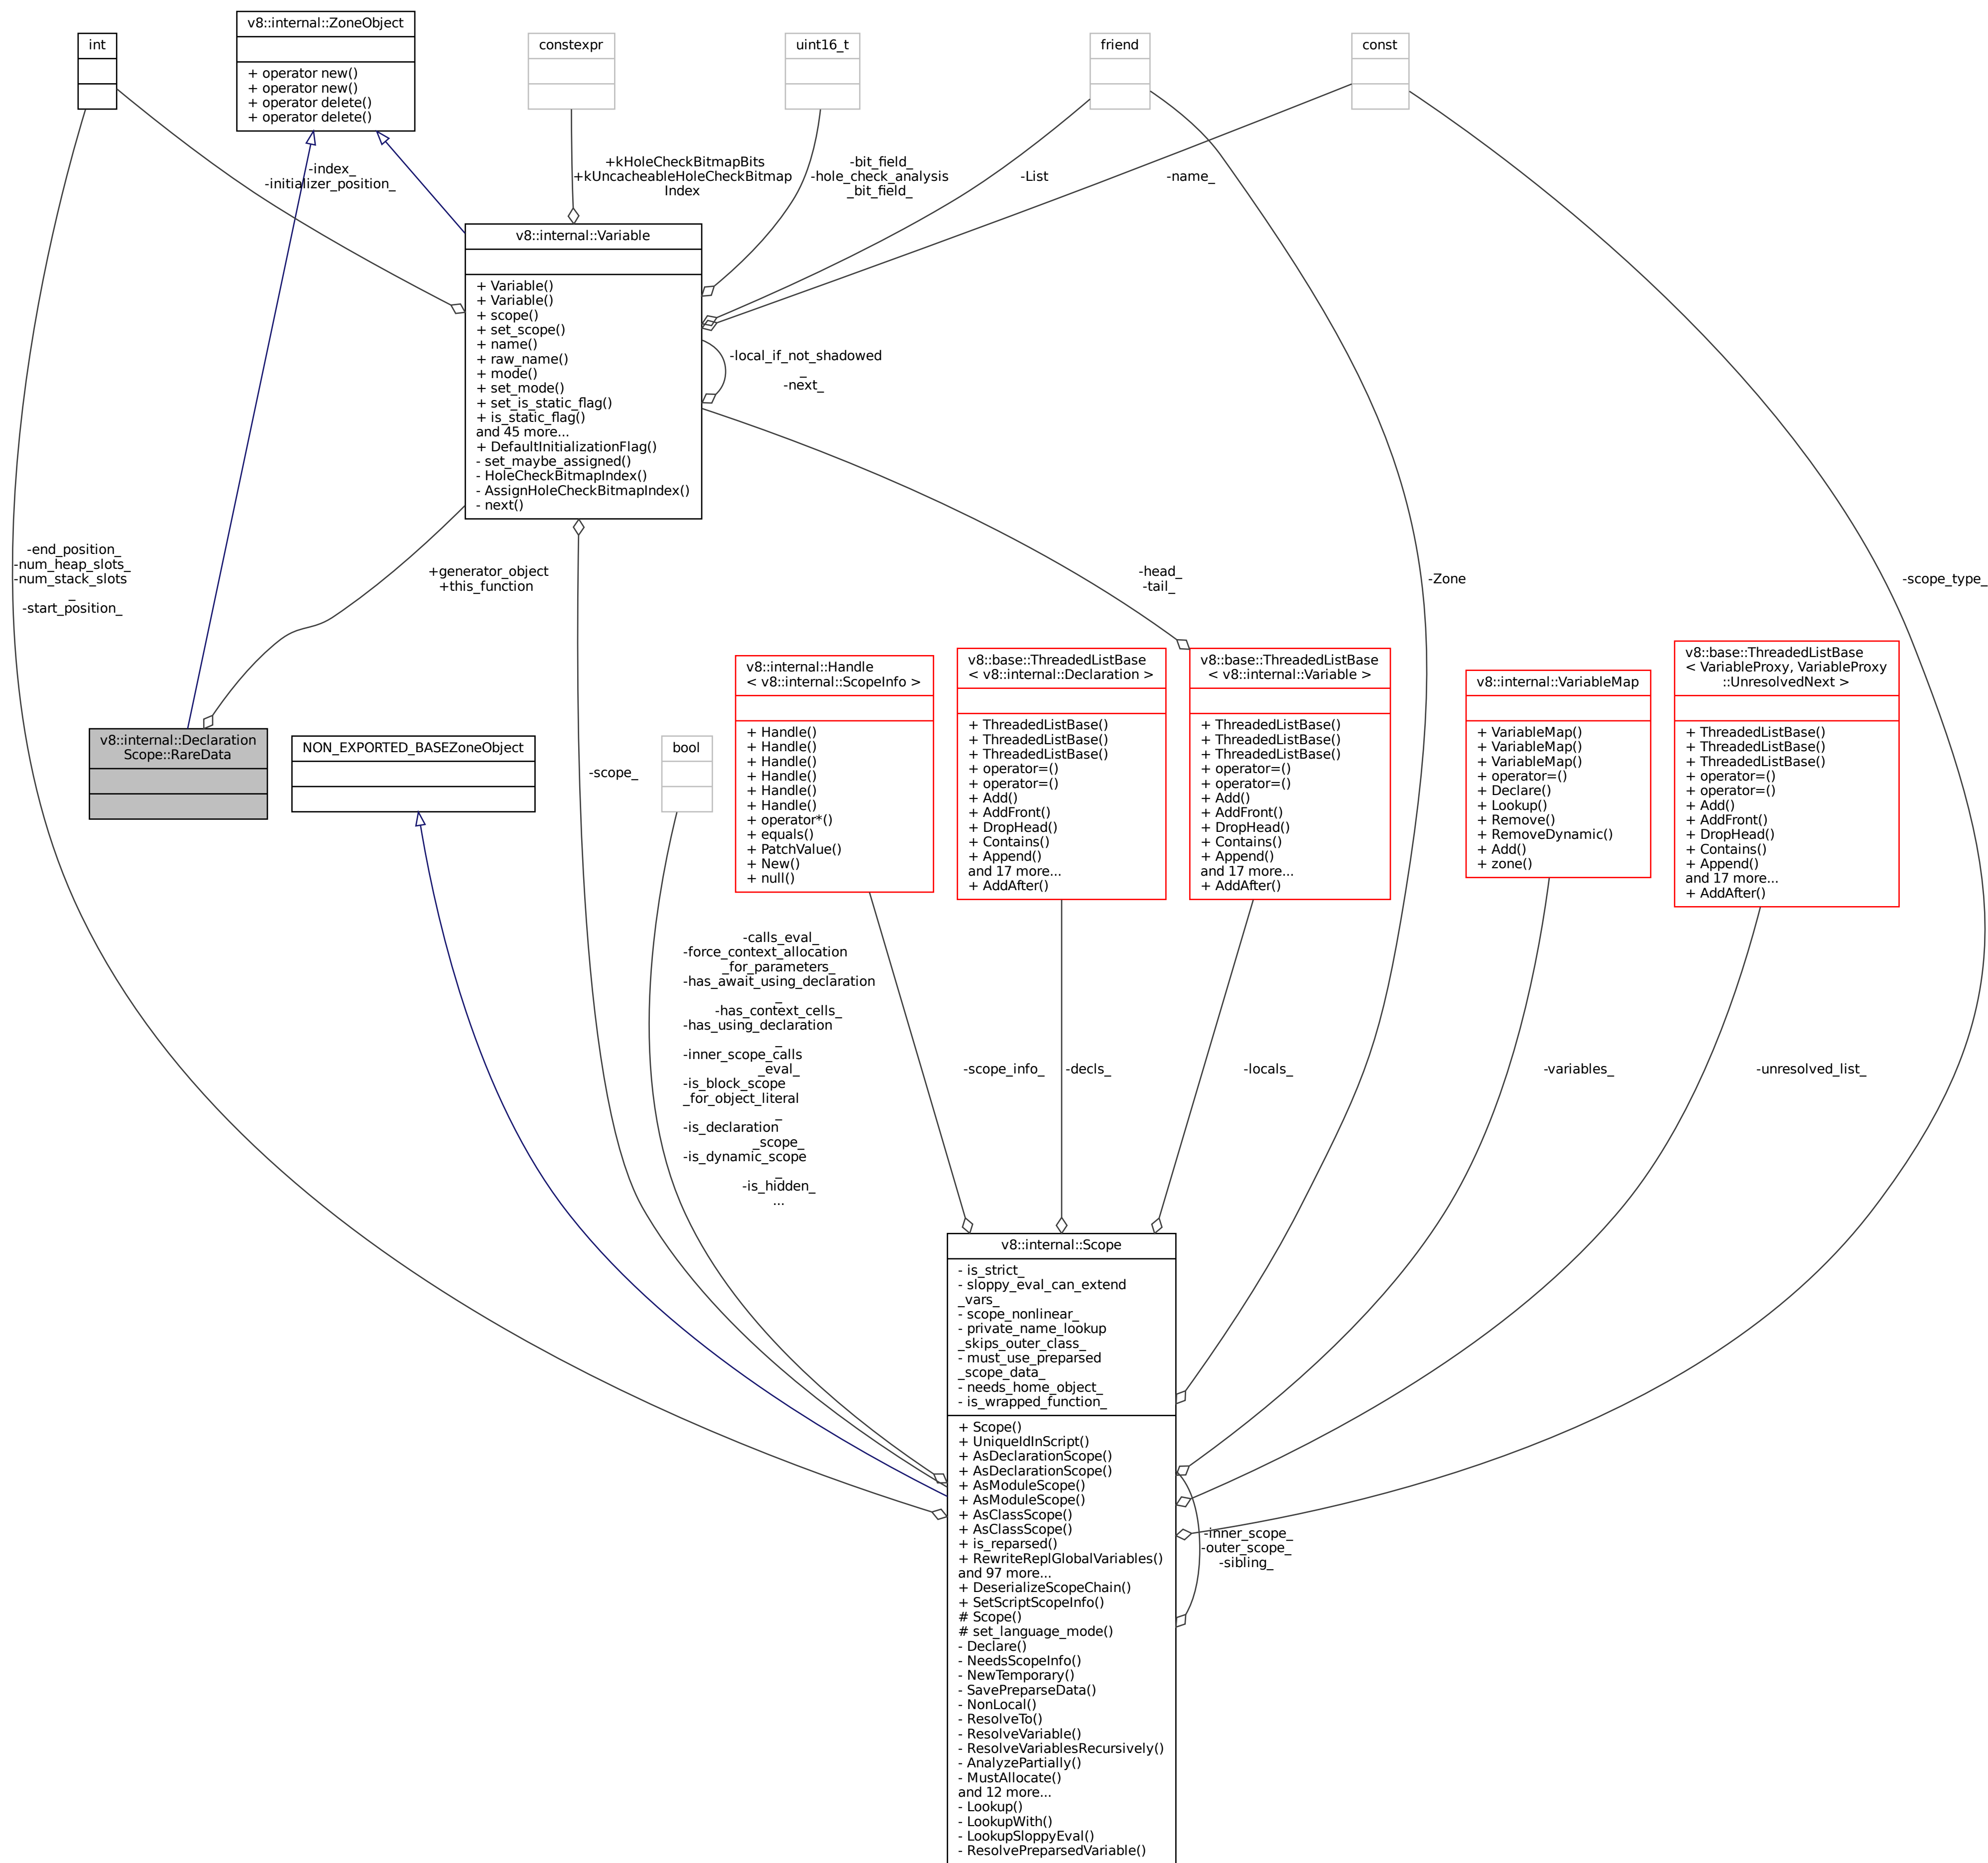 v8::internal::ZoneObject
+ operator new()
+ operator new()
+ operator delete()
+ operator delete()
int
constexpr
uint16_t
friend
const
-index_
-initializer_position_
+kHoleCheckBitmapBits
+kUncacheableHoleCheckBitmap
Index
-bit_field_
-hole_check_analysis
_bit_field_
-List
-name_
v8::internal::Variable
+ Variable()
+ Variable()
+ scope()
+ set_scope()
+ name()
+ raw_name()
+ mode()
+ set_mode()
+ set_is_static_flag()
+ is_static_flag()
and 45 more...
+ DefaultInitializationFlag()
- set_maybe_assigned()
- HoleCheckBitmapIndex()
- AssignHoleCheckBitmapIndex()
- next()
-local_if_not_shadowed
_
-next_
-end_position_
-num_heap_slots_
-num_stack_slots
_
-start_position_
+generator_object
+this_function
-head_
-tail_
-Zone
-scope_type_
v8::internal::Declaration
Scope::RareData
NON_EXPORTED_BASEZoneObject
-scope_
bool
v8::internal::Handle
< v8::internal::ScopeInfo >
+ Handle()
+ Handle()
+ Handle()
+ Handle()
+ Handle()
+ Handle()
+ operator*()
+ equals()
+ PatchValue()
+ New()
+ null()
v8::base::ThreadedListBase
< v8::internal::Declaration >
+ ThreadedListBase()
+ ThreadedListBase()
+ ThreadedListBase()
+ operator=()
+ operator=()
+ Add()
+ AddFront()
+ DropHead()
+ Contains()
+ Append()
and 17 more...
+ AddAfter()
v8::base::ThreadedListBase
< v8::internal::Variable >
+ ThreadedListBase()
+ ThreadedListBase()
+ ThreadedListBase()
+ operator=()
+ operator=()
+ Add()
+ AddFront()
+ DropHead()
+ Contains()
+ Append()
and 17 more...
+ AddAfter()
v8::internal::VariableMap
+ VariableMap()
+ VariableMap()
+ VariableMap()
+ operator=()
+ Declare()
+ Lookup()
+ Remove()
+ RemoveDynamic()
+ Add()
+ zone()
v8::base::ThreadedListBase
< VariableProxy, VariableProxy
::UnresolvedNext >
+ ThreadedListBase()
+ ThreadedListBase()
+ ThreadedListBase()
+ operator=()
+ operator=()
+ Add()
+ AddFront()
+ DropHead()
+ Contains()
+ Append()
and 17 more...
+ AddAfter()
-calls_eval_
-force_context_allocation
_for_parameters_
-has_await_using_declaration
_
-has_context_cells_
-has_using_declaration
_
-inner_scope_calls
_eval_
-is_block_scope
_for_object_literal
_
-is_declaration
_scope_
-is_dynamic_scope
_
-is_hidden_
...
-scope_info_
-decls_
-locals_
-variables_
-unresolved_list_
v8::internal::Scope
- is_strict_
- sloppy_eval_can_extend
_vars_
- scope_nonlinear_
- private_name_lookup
_skips_outer_class_
- must_use_preparsed
_scope_data_
- needs_home_object_
- is_wrapped_function_
+ Scope()
+ UniqueIdInScript()
+ AsDeclarationScope()
+ AsDeclarationScope()
+ AsModuleScope()
+ AsModuleScope()
+ AsClassScope()
+ AsClassScope()
+ is_reparsed()
+ RewriteReplGlobalVariables()
and 97 more...
+ DeserializeScopeChain()
+ SetScriptScopeInfo()
# Scope()
# set_language_mode()
- Declare()
- NeedsScopeInfo()
- NewTemporary()
- SavePreparseData()
- NonLocal()
- ResolveTo()
- ResolveVariable()
- ResolveVariablesRecursively()
- AnalyzePartially()
- MustAllocate()
and 12 more...
- Lookup()
- LookupWith()
- LookupSloppyEval()
- ResolvePreparsedVariable()
-inner_scope_
-outer_scope_
-sibling_